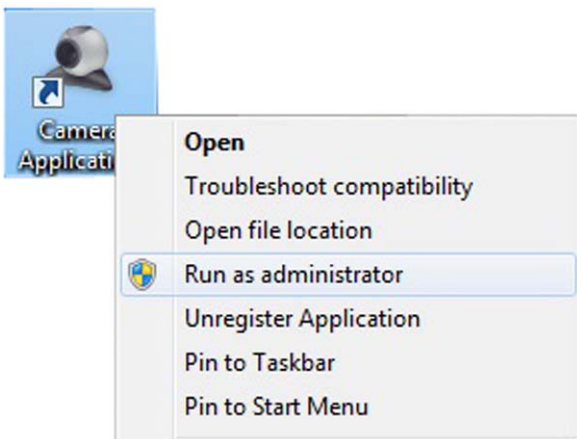 Camera
Applicati
Open
Troubleshoot compatibility
Open file location
Run as administrator
Unregister Application
Pin to Taskbar
Pin to Start Menu